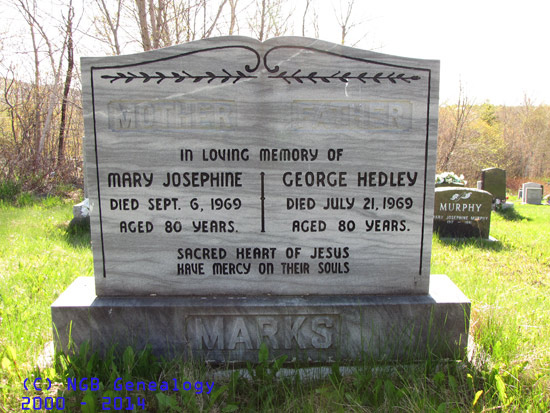 MOTHER FATHER
IN LOVING MEMORY OF
MARY JOSEPHINE GEORGE HEDLEY
DIED SEPT. 6, 1969 DIED JULY 21, 1969
AGED 80 YEARS. AGED 80 YEARS.
SACRED HEART OF JESUS
HAVE MERCY ON THEIR SOULS
MARKS
MURPHY
MARY JOSEPHINE
(C) NGB Genealogy
2000 - 2014